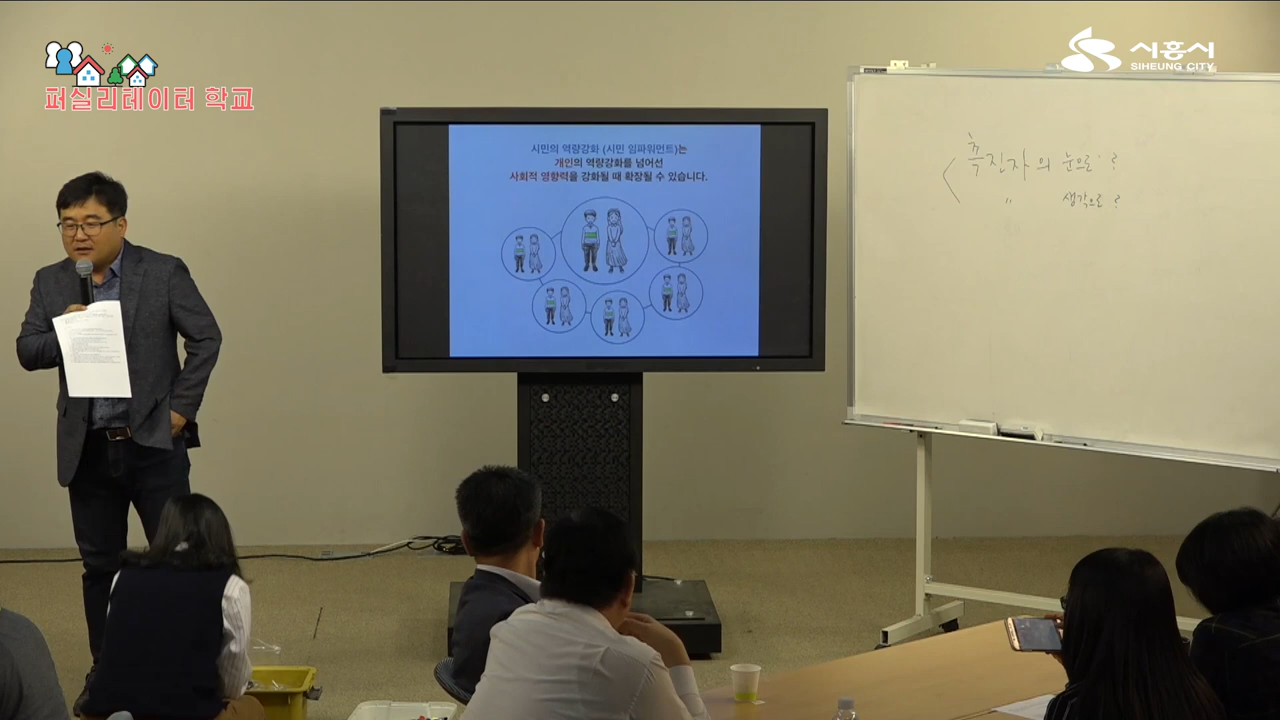 퍼실리테이터 학교
시흥시
SIHEUNG CITY
시민의 역량강화 (시민 임파워먼트)는
개인의 역량강화를 넘어선
사회적 영향력을 강화될 때 확장될 수 있습니다.
촉진자의 눈으로?
〃 생각으로?